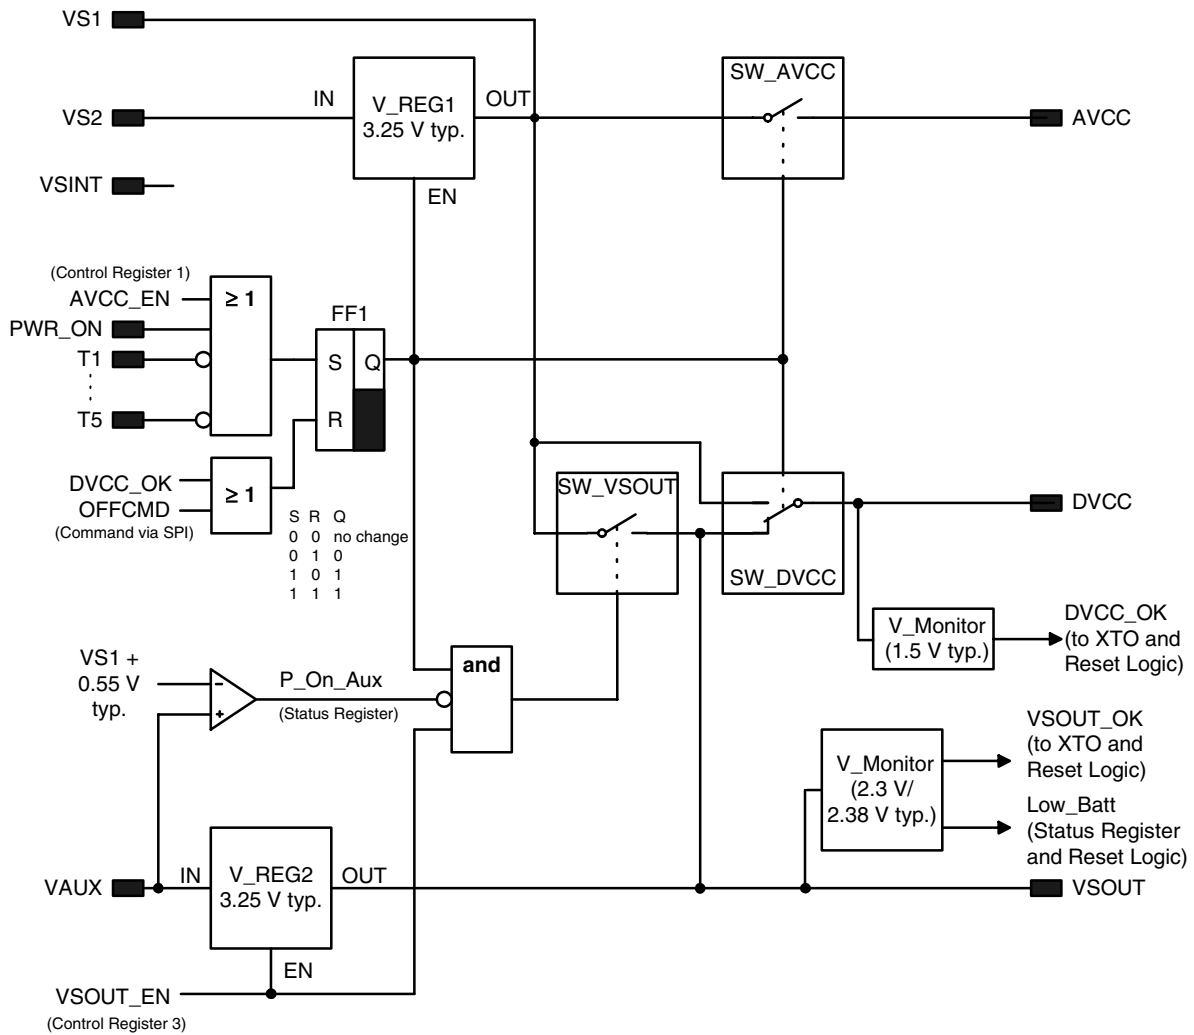 VS1
SW_AVCC
IN
V_REG1
3.25 V typ.
OUT
VS2
AVCC
VSINT
EN
(Control Register 1)
AVCC_EN
≥ 1
PWR_ON
FF1
T1
S
Q
T5
R
DVCC_OK
OFFCMD
(Command via SPI)
≥ 1
SW_VSOUT
DVCC
S R Q
0 0 no change
0 1 0
1 0 1
1 1 1
SW_DVCC
V_Monitor
(1.5 V typ.)
DVCC_OK
(to XTO and
Reset Logic)
VS1 +
0.55 V
typ.
-
+
P_On_Aux
(Status Register)
and
VSOUT_OK
(to XTO and
Reset Logic)
V_Monitor
(2.3 V/
2.38 V typ.)
Low_Batt
(Status Register
and Reset Logic)
VAUX
IN
V_REG2
3.25 V typ.
OUT
VSOUT
EN
VSOUT_EN
(Control Register 3)